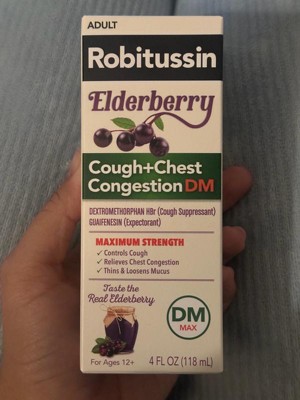 ADULT
Robitussin
Elderberry
Cough+Chest
Congestion DM
DEXTROMETHORPHAN HBr (Cough Suppressant)
GUAIFENESIN (Expectorant)
MAXIMUM STRENGTH
✓ Controls Cough
✓ Relieves Chest Congestion
✓ Thins & Loosens Mucus
Taste the
Real Elderberry
DM
MAX
For Ages 12+
4 FL OZ (118 mL)